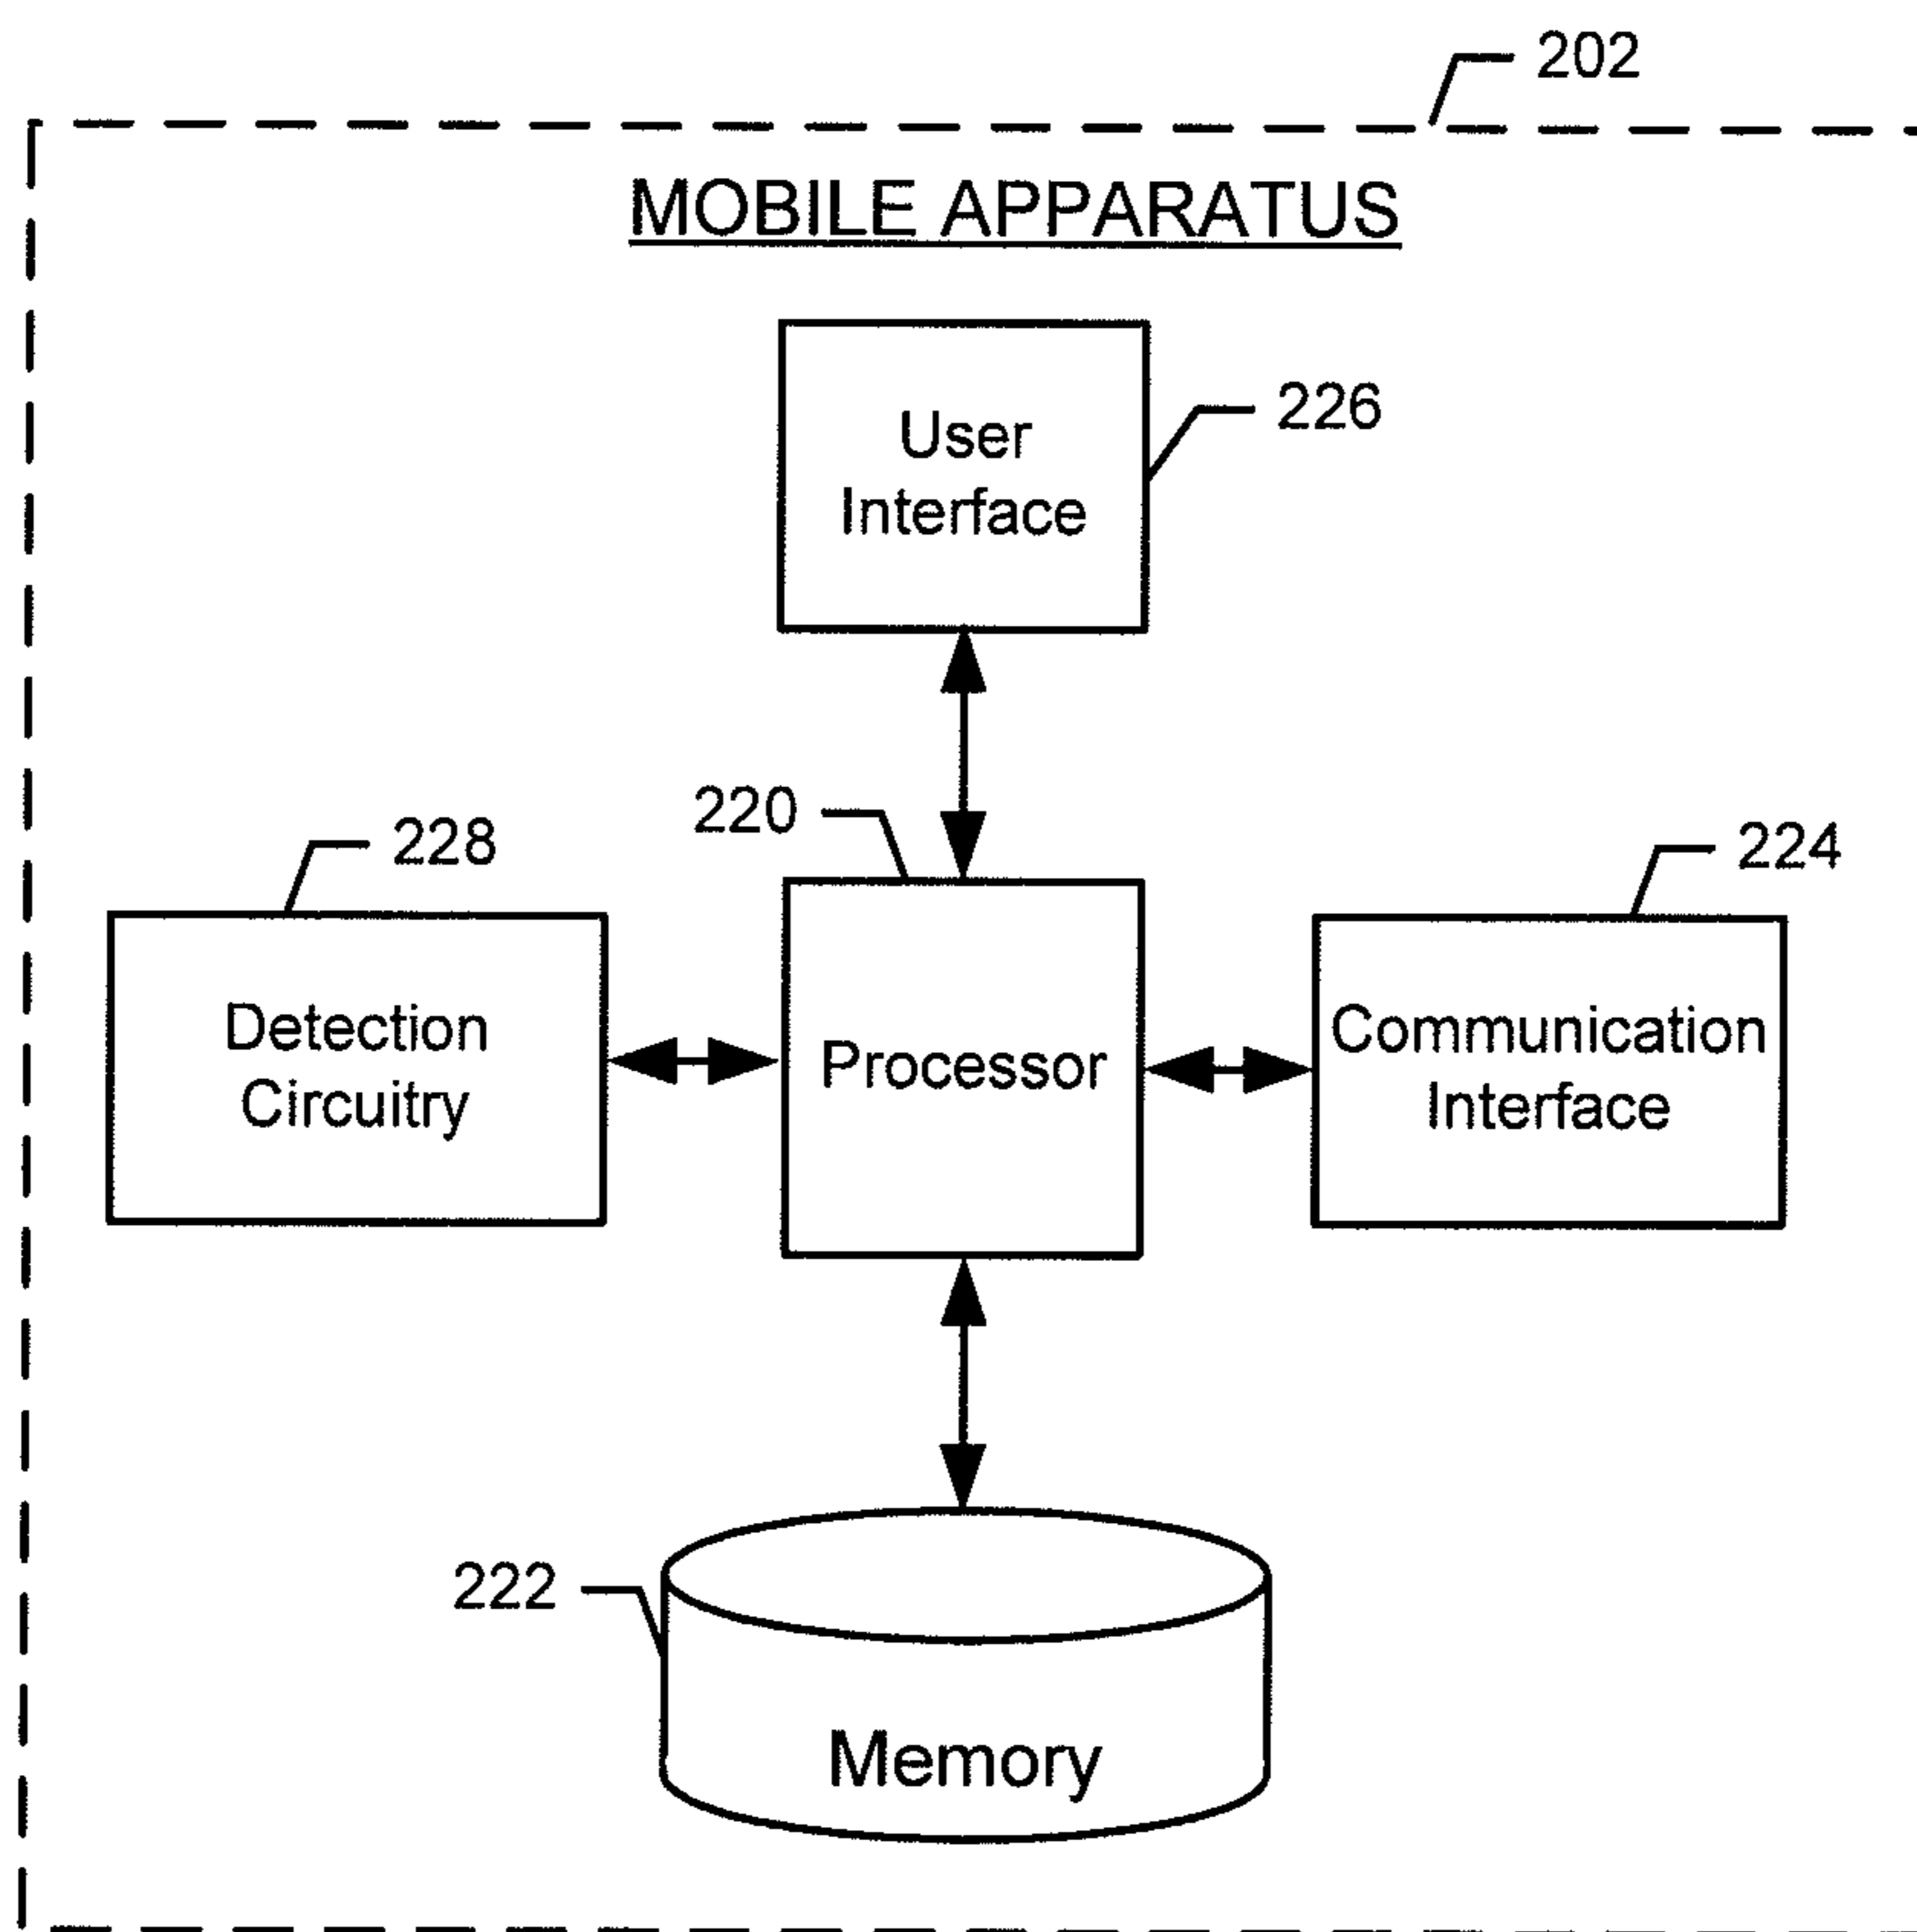 202
MOBILE APPARATUS
User
Interface
226
220
228
224
Detection
Circuitry
Processor
Communication
Interface
222
Memory